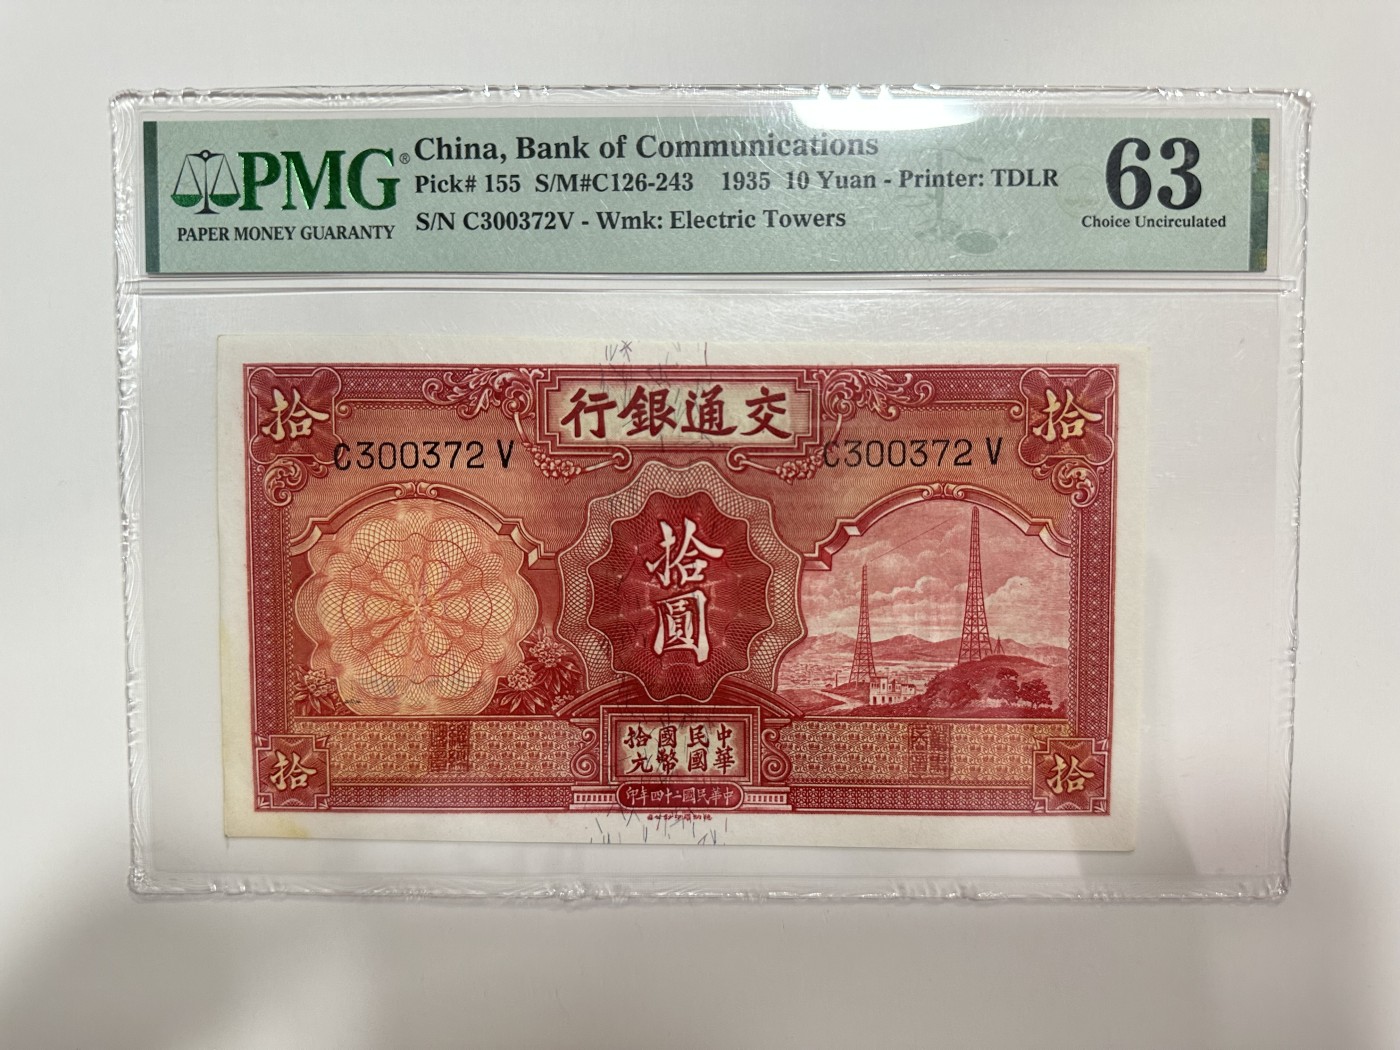 PMG®
PAPER MONEY GUARANTY
China, Bank of Communications
Pick# 155 S/M#C126-243 1935 10 Yuan - Printer: TDLR
S/N C300372V - Wmk: Electric Towers
63
Choice Uncirculated
拾
行銀通交
拾
C300372 V
C300372 V
拾
圓
中華
民國
國幣
拾元
拾
拾
印年四十二國民華中